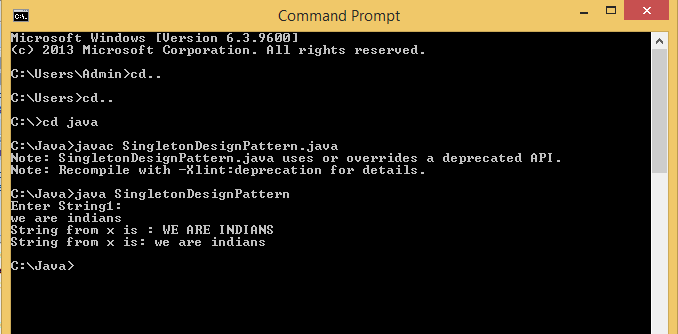 Command Prompt
C:\.
Microsoft Windows [Version 6.3.9600]
(c) 2013 Microsoft Corporation. All rights reserved.
C:\Users\Admin>cd..
C:\Users>cd..
C:\>cd java
C:\Java>javac SingletonDesignPattern.java
Note: SingletonDesignPattern.java uses or overrides a deprecated API.
Note: Recompile with -Xlint:deprecation for details.
C:\Java>java SingletonDesignPattern
Enter String1:
we are indians
String from x is : WE ARE INDIANS
String from x is: we are indians
C:\Java>